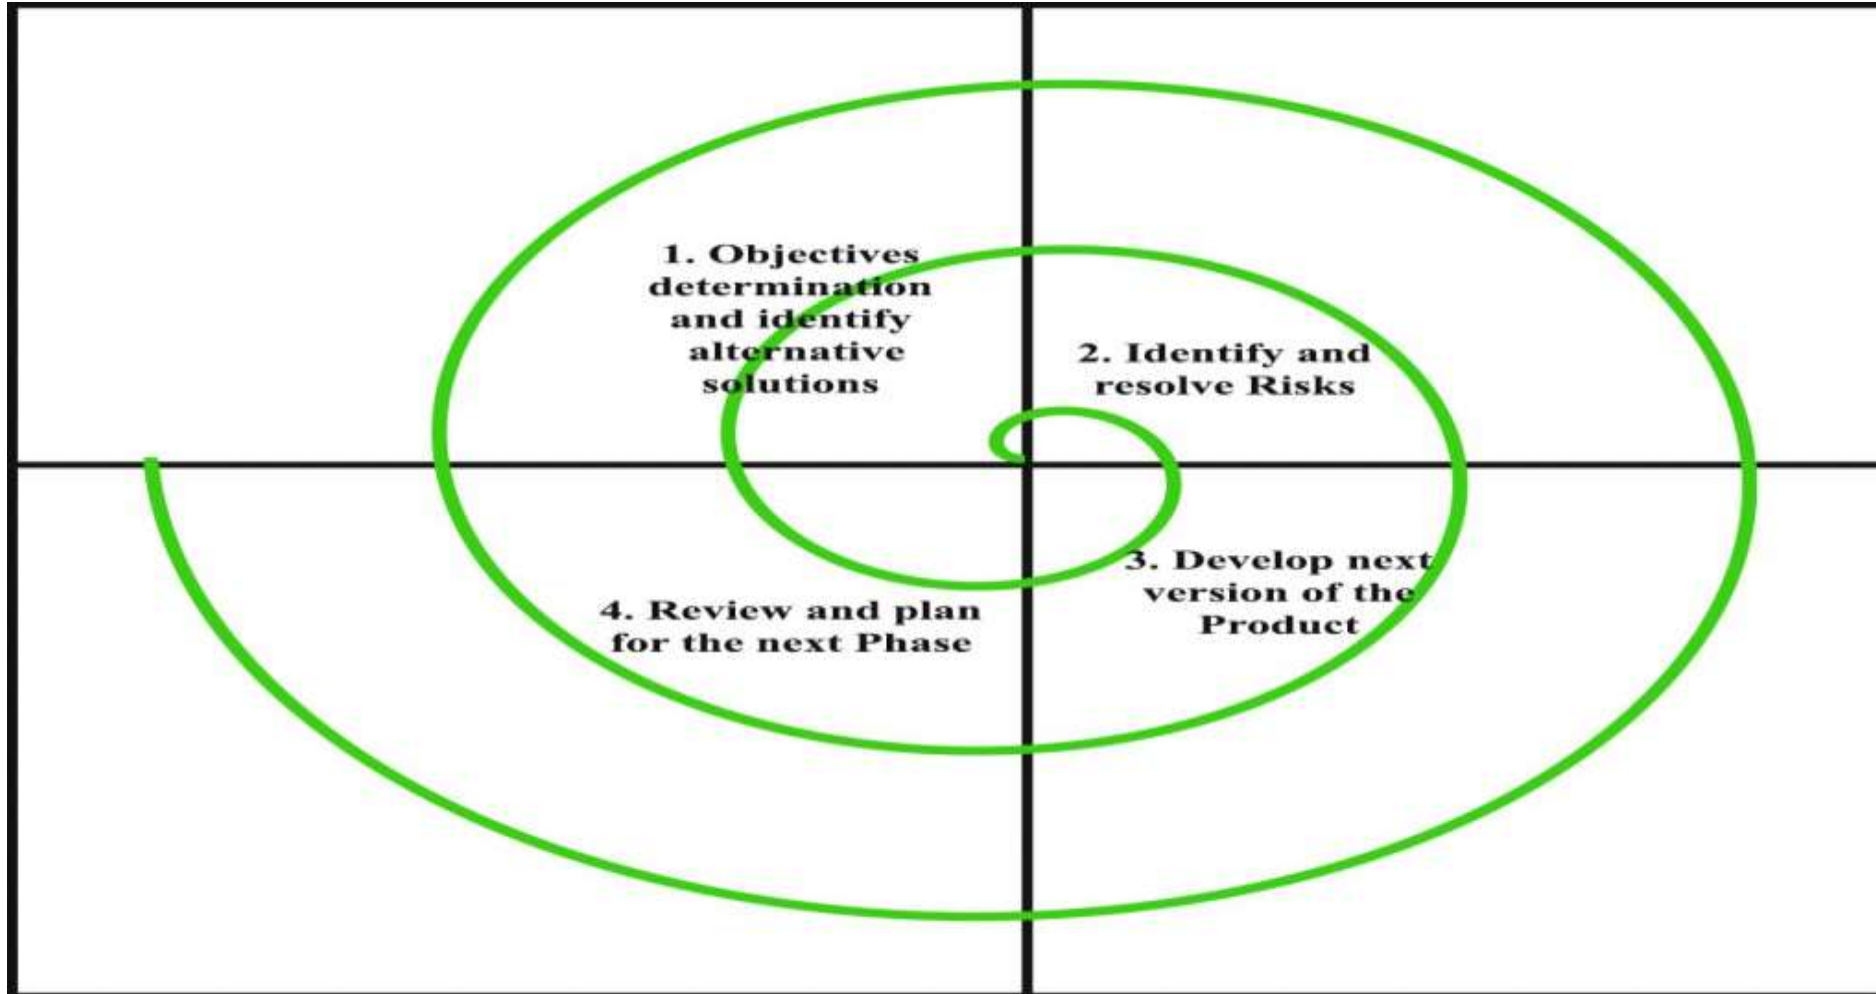 1. Objectives
determination
and identify
alternative
solutions
2. Identify and
resolve Risks
3. Develop next
version of the
Product
4. Review and plan
for the next Phase